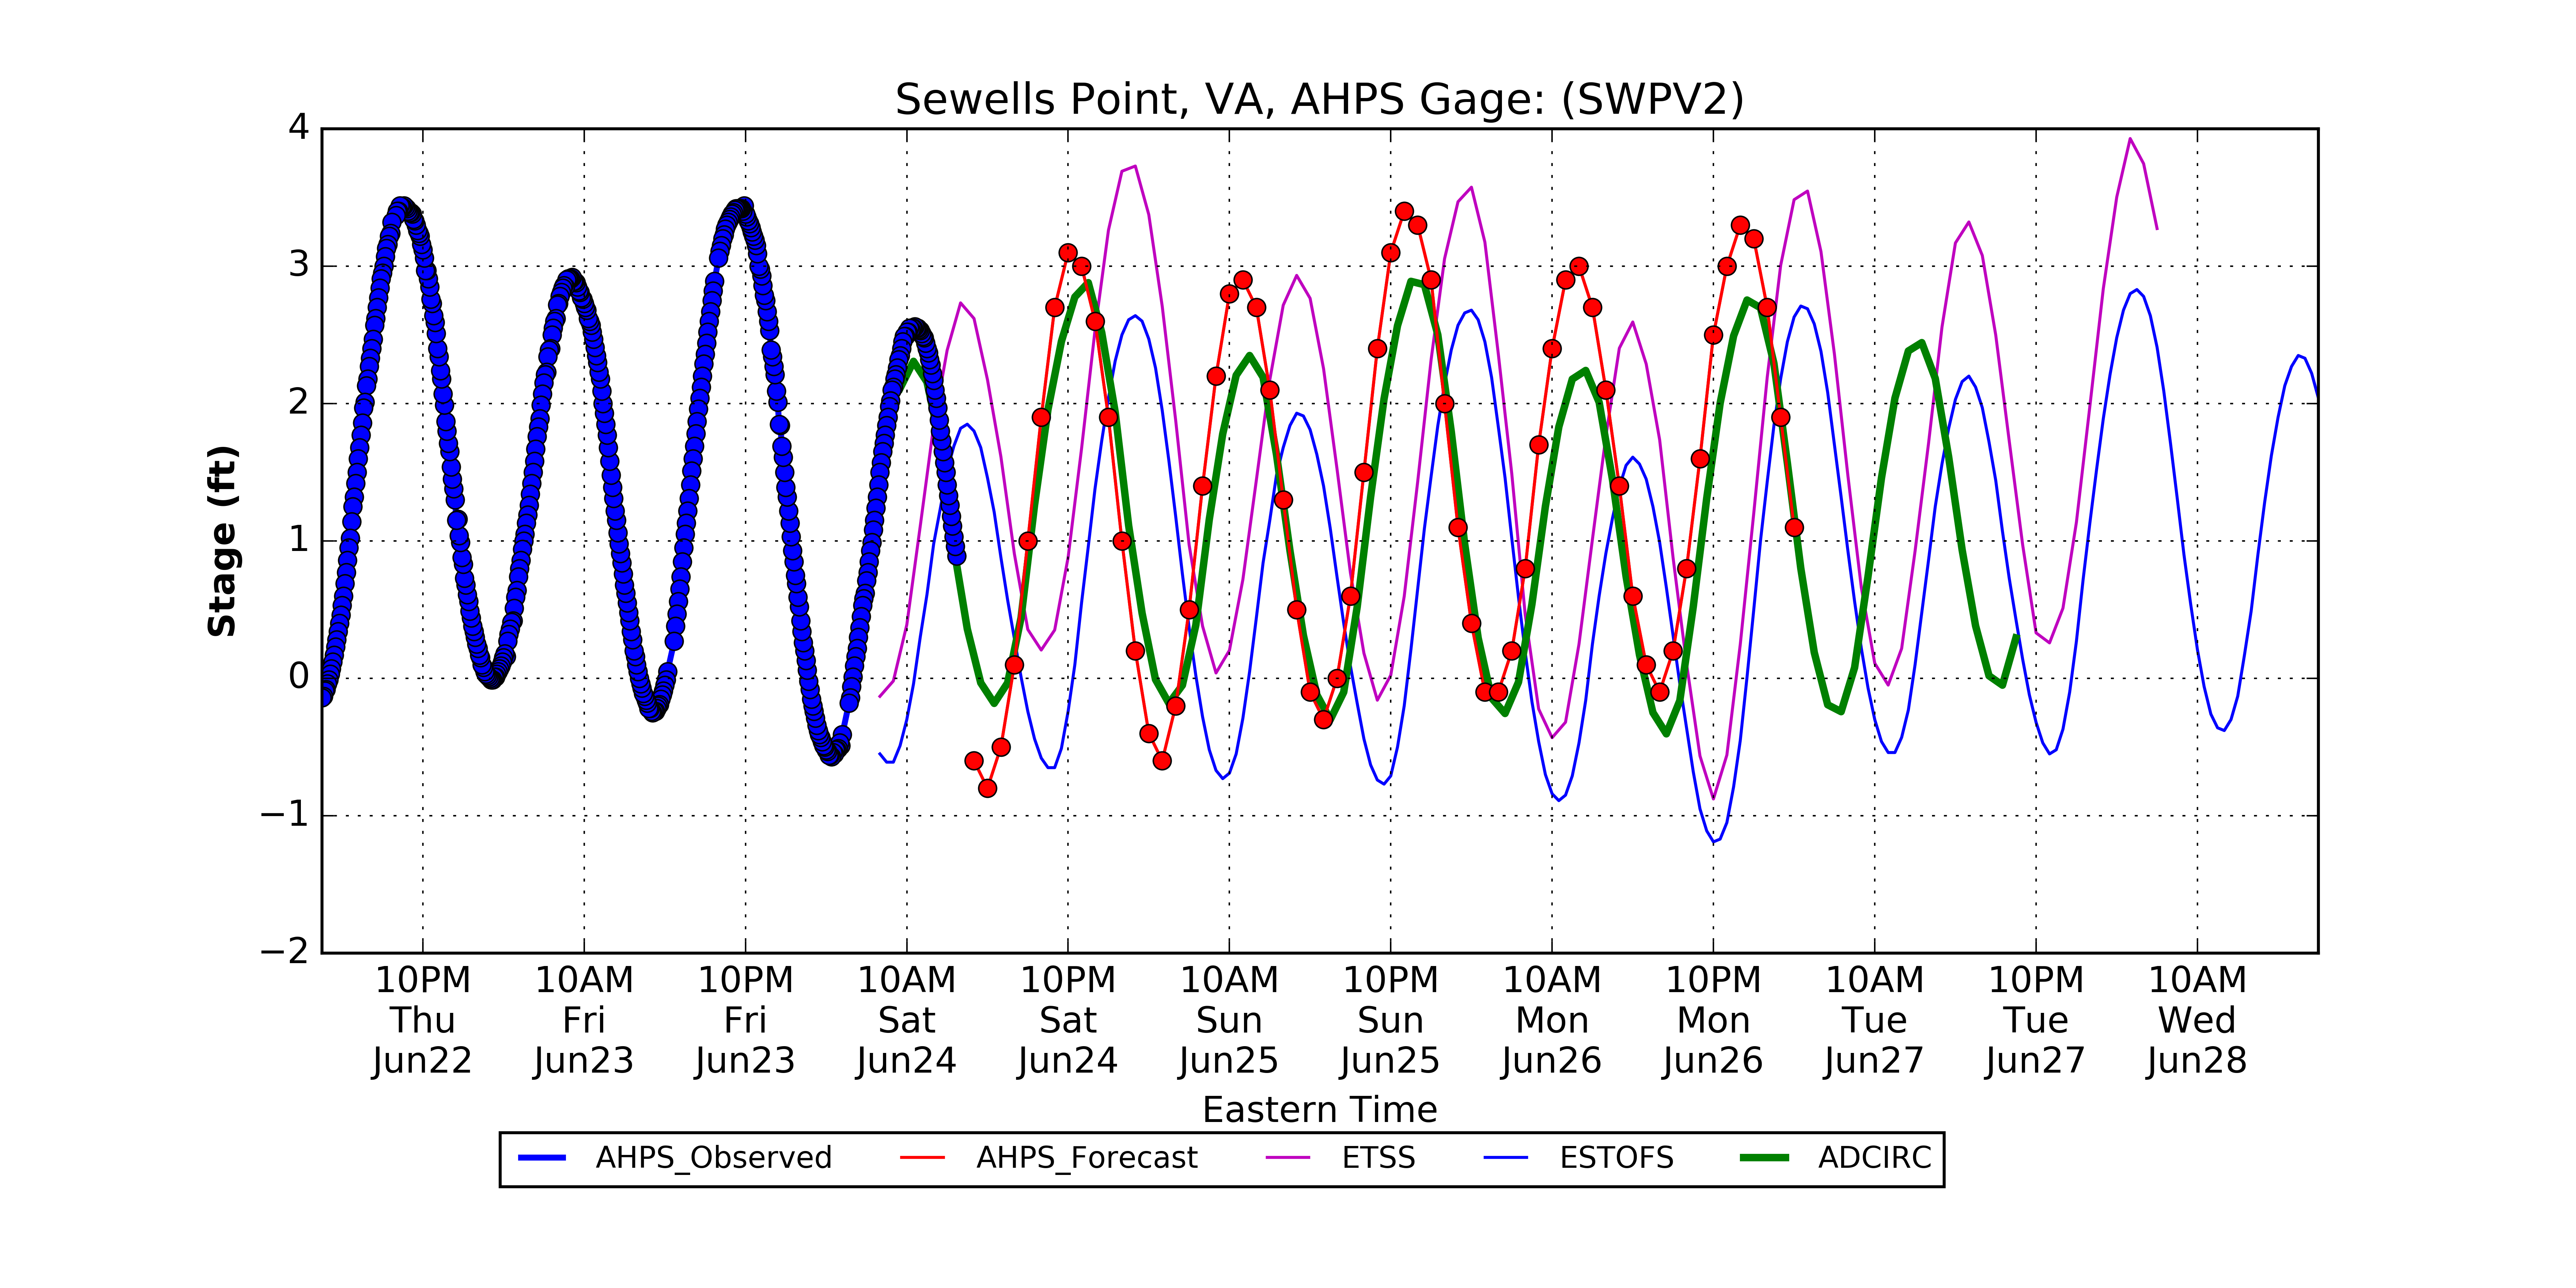 Sewells Point, VA, AHPS Gage: (SWPV2)
4
3
2
1
0
−1
−2
Stage (ft)
10PM 10AM 10PM 10AM 10PM 10AM 10PM 10AM 10PM 10AM 10PM 10AM
Thu Fri Fri Sat Sat Sun Sun Mon Mon Tue Tue Wed
Jun22 Jun23 Jun23 Jun24 Jun24 Jun25 Jun25 Jun26 Jun26 Jun27 Jun27 Jun28
Eastern Time
AHPS_Observed AHPS_Forecast ETSS ESTOFS ADCIRC